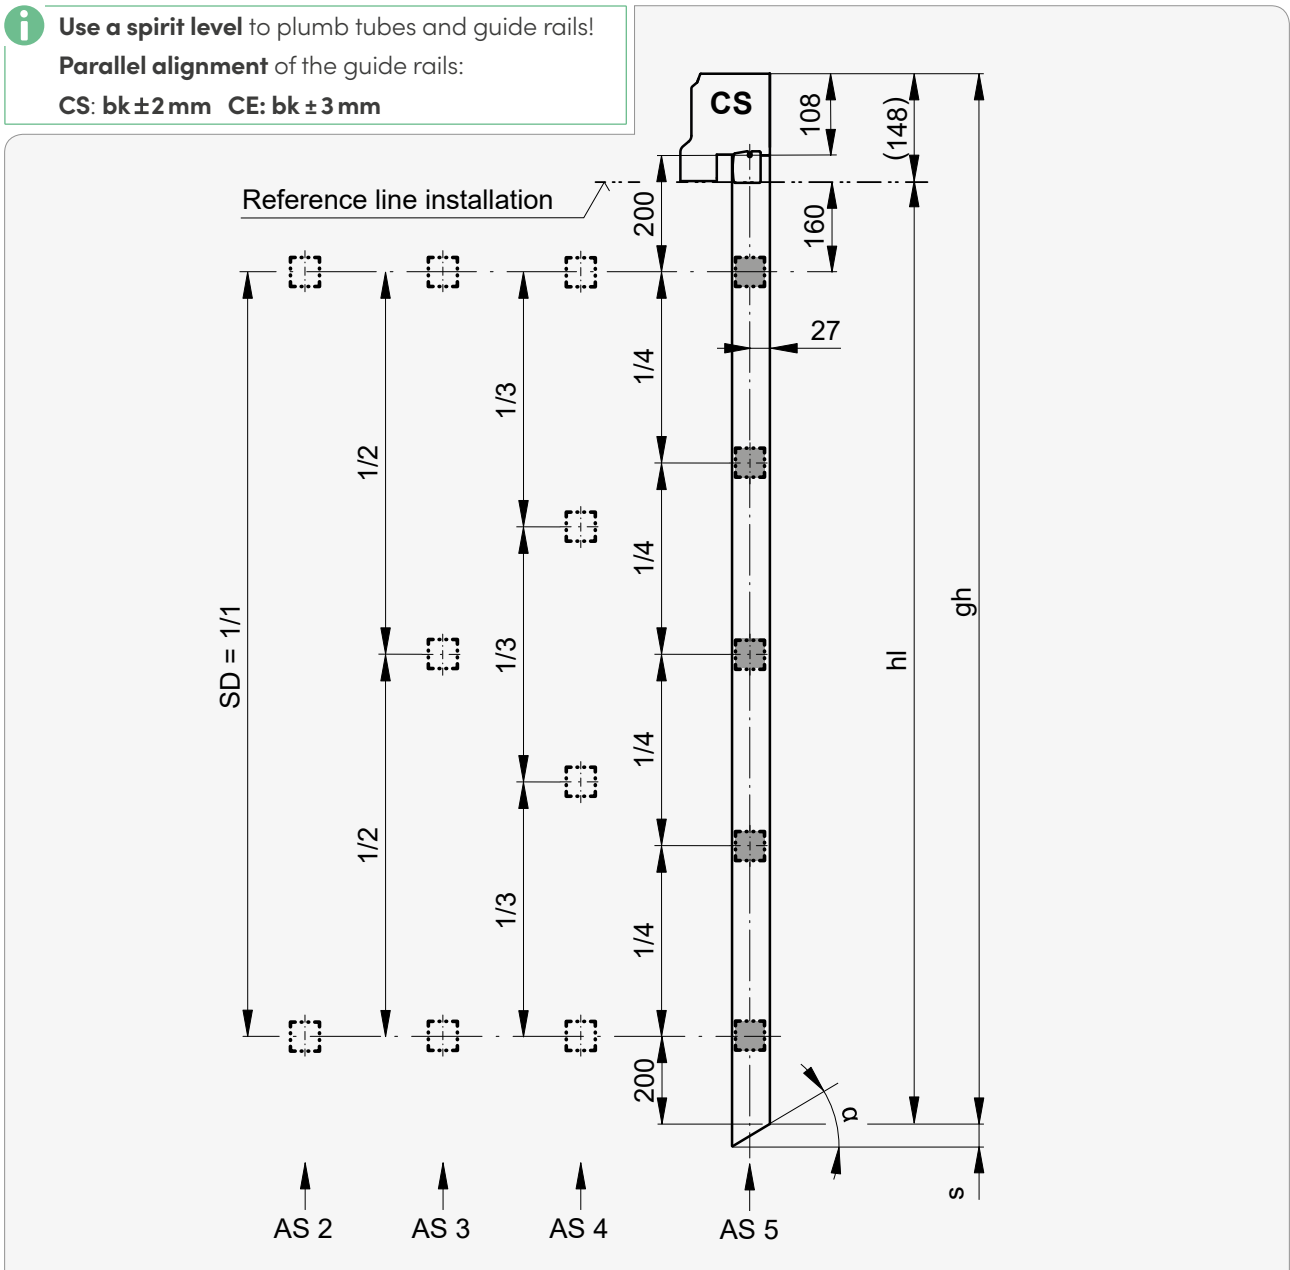 Use a spirit level to plumb tubes and guide rails!
Parallel alignment of the guide rails:
CS: bk ± 2 mm CE: bk ± 3 mm
CS
108
(148)
Reference line installation
200
160
27
1/4
1/3
1/2
1/4
gh
SD = 1/1
1/3
hl
1/4
1/2
1/3
1/4
200
α
s
AS 2
AS 3
AS 4
AS 5